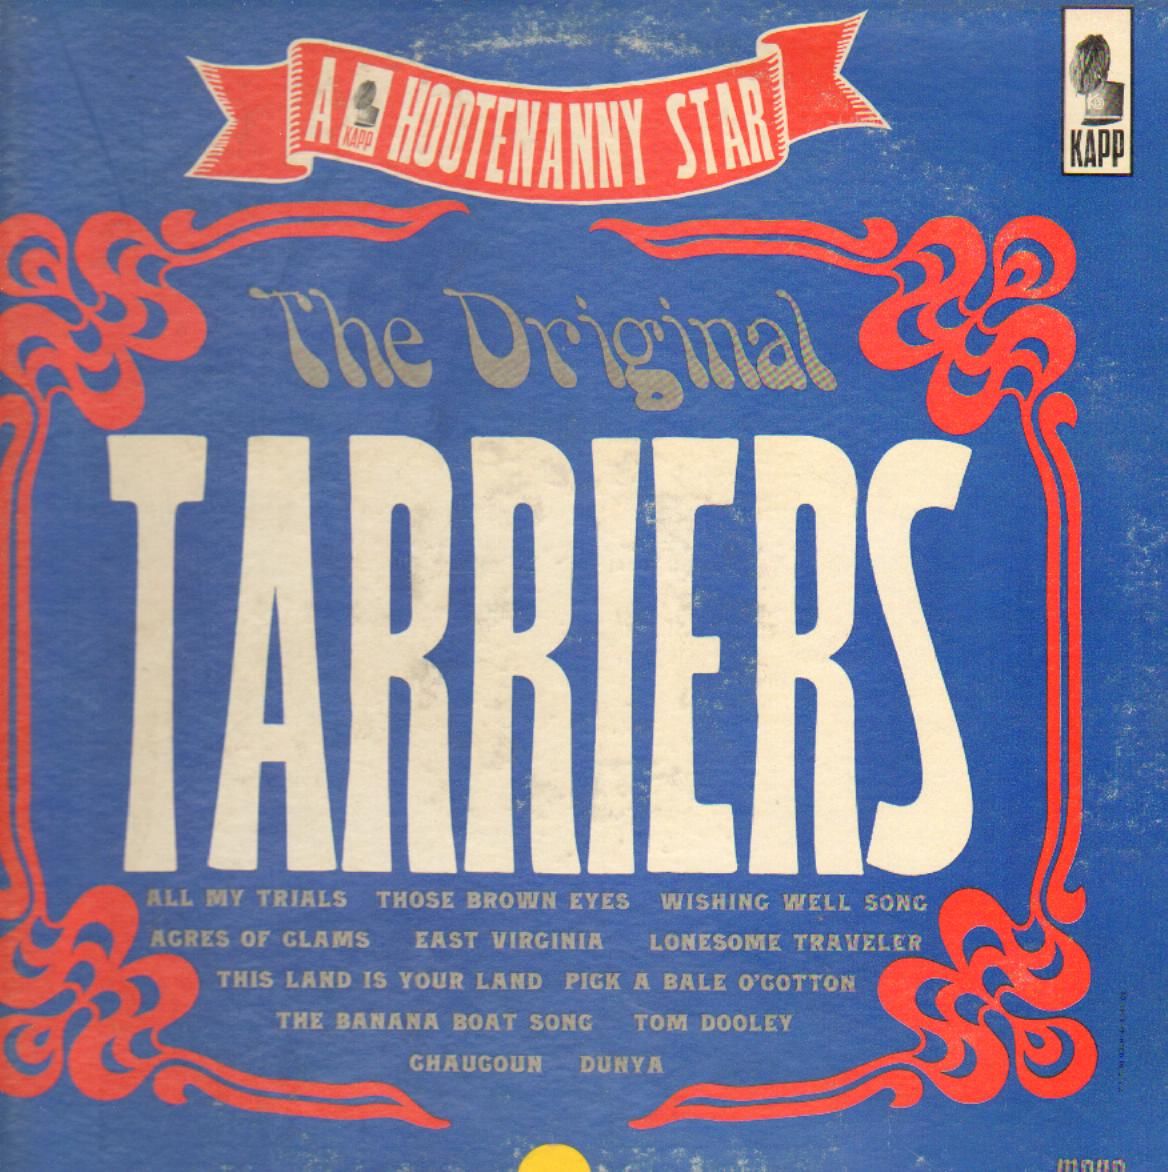 A KAPP HOOTENANNY STAR
KAPP
The Original
TARRIERS
ALL MY TRIALS THOSE BROWN EYES WISHING WELL SONG
ACRES OF CLAMS EAST VIRGINIA LONESOME TRAVELER
THIS LAND IS YOUR LAND PICK A BALE O'COTTON
THE BANANA BOAT SONG TOM DOOLEY
CHAUCOUN DUNYA
mono